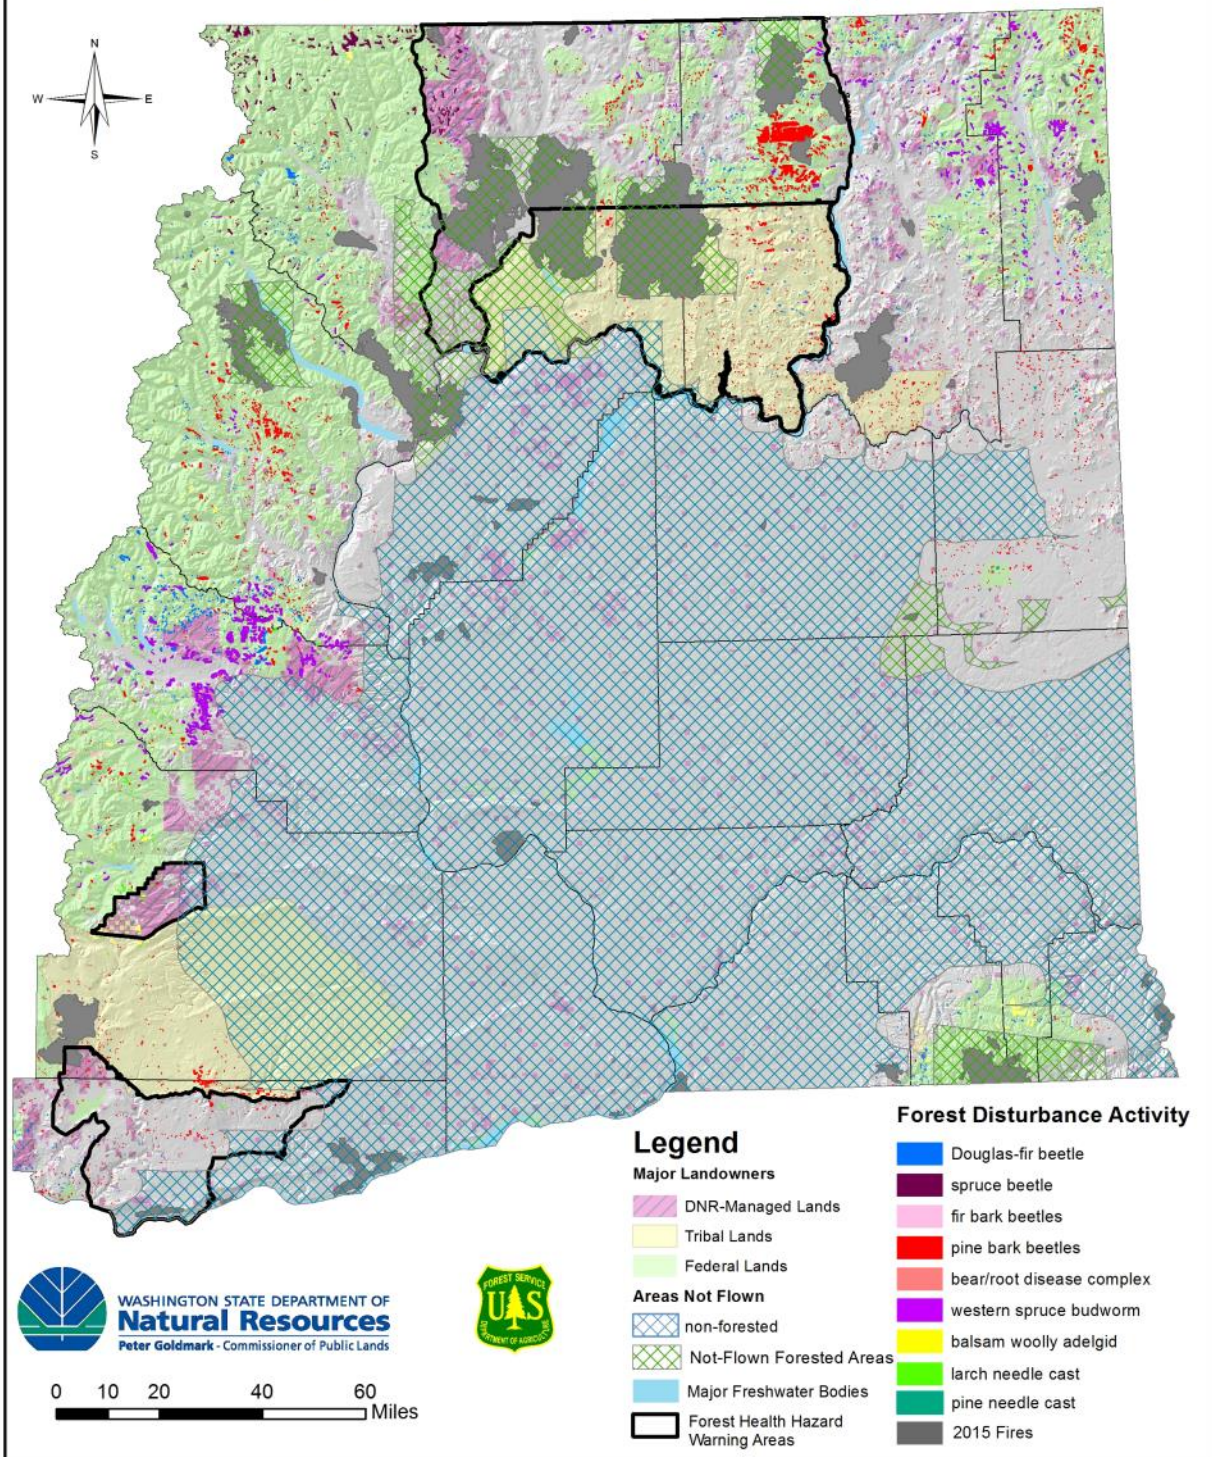 N
W
E
S
Legend
Major Landowners
DNR-Managed Lands
Tribal Lands
Federal Lands
Areas Not Flown
non-forested
Not-Flown Forested Areas
Major Freshwater Bodies
Forest Health Hazard
Warning Areas
Forest Disturbance Activity
Douglas-fir beetle
spruce beetle
fir bark beetles
pine bark beetles
bear/root disease complex
western spruce budworm
balsam woolly adelgid
larch needle cast
pine needle cast
2015 Fires
WASHINGTON STATE DEPARTMENT OF
Natural Resources
Peter Goldmark - Commissioner of Public Lands
FOREST SERVICE
U S
DEPARTMENT OF AGRICULTURE
0 10 20 40 60
Miles